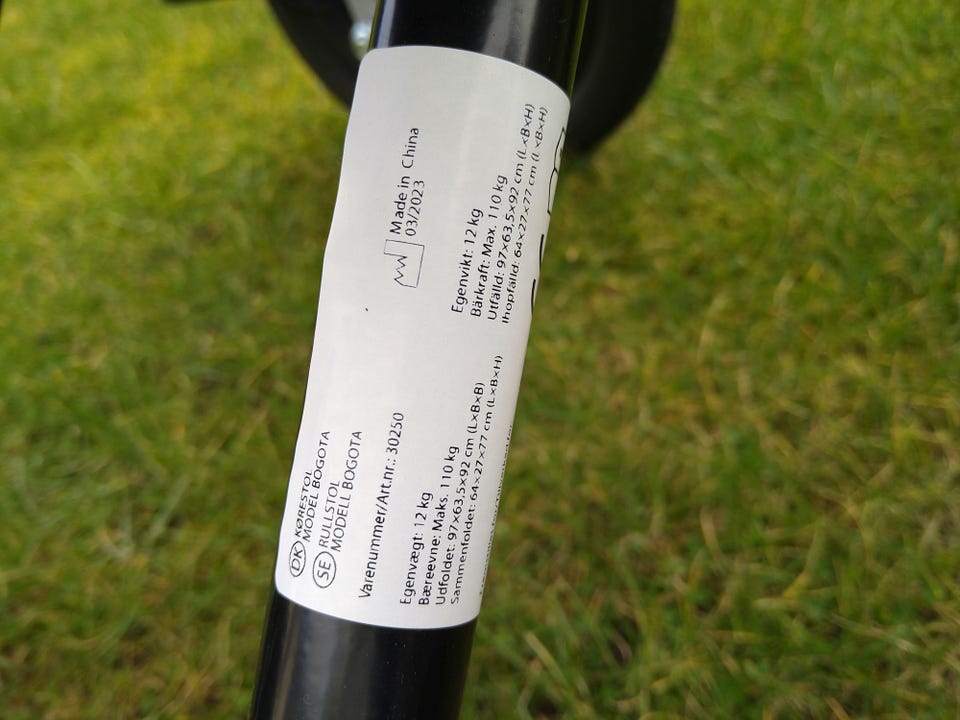 DK KØRESTOL
MODEL BOGOTA
SE RULLSTOL
MODELL BOGOTA
Varenummer/Art.nr.: 30250
Made in China
03/2023
Egenvægt: 12 kg
Bæreevne: Maks. 110 kg
Udfoldet: 97×63,5×92 cm (L×B×B)
Sammenfoldet: 64×27×77 cm (L×B×H)
Egenvikt: 12 kg
Bärkraft: Max. 110 kg
Utfälld: 97×63,5×92 cm (L×B×H)
Ihopfälld: 64×27×77 cm (L×B×H)